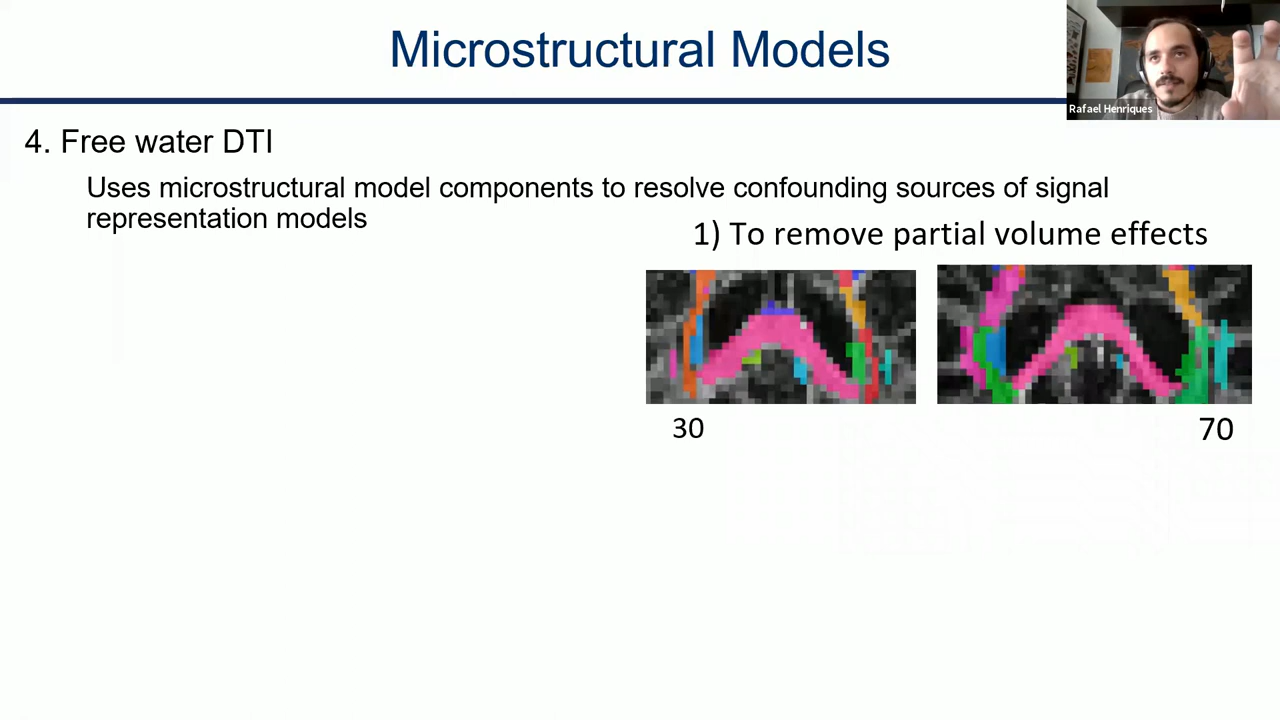 Microstructural Models
Rafael Henriques
4. Free water DTI
Uses microstructural model components to resolve confounding sources of signal
representation models
1) To remove partial volume effects
30
70